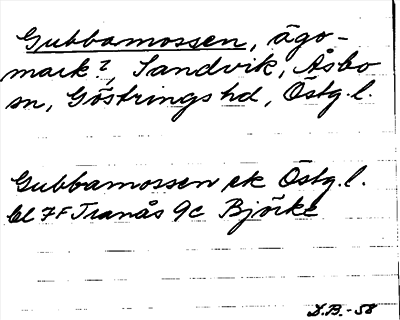 Gubbamossen, ägo-
mark?, Sandvik, Åsbo
sn, Göstrings hd, Östg.l.
Gubbamossen ek Östg.l.
bl 7F Tranås 9c Björke
D.B.-58